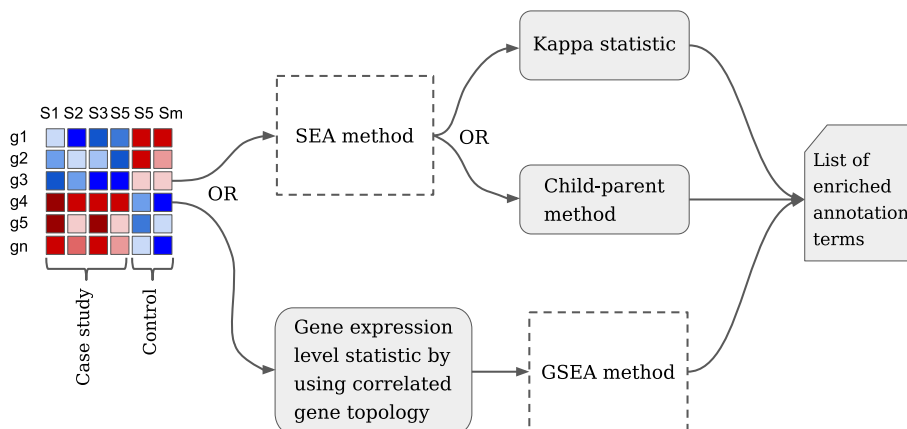 S1 S2 S3 S5 S5 Sm
g1
g2
g3
g4
g5
gn
Case study
Control
OR
SEA method
OR
Kappa statistic
Child-parent
method
Gene expression
level statistic by
using correlated
gene topology
GSEA method
List of
enriched
annotation
terms